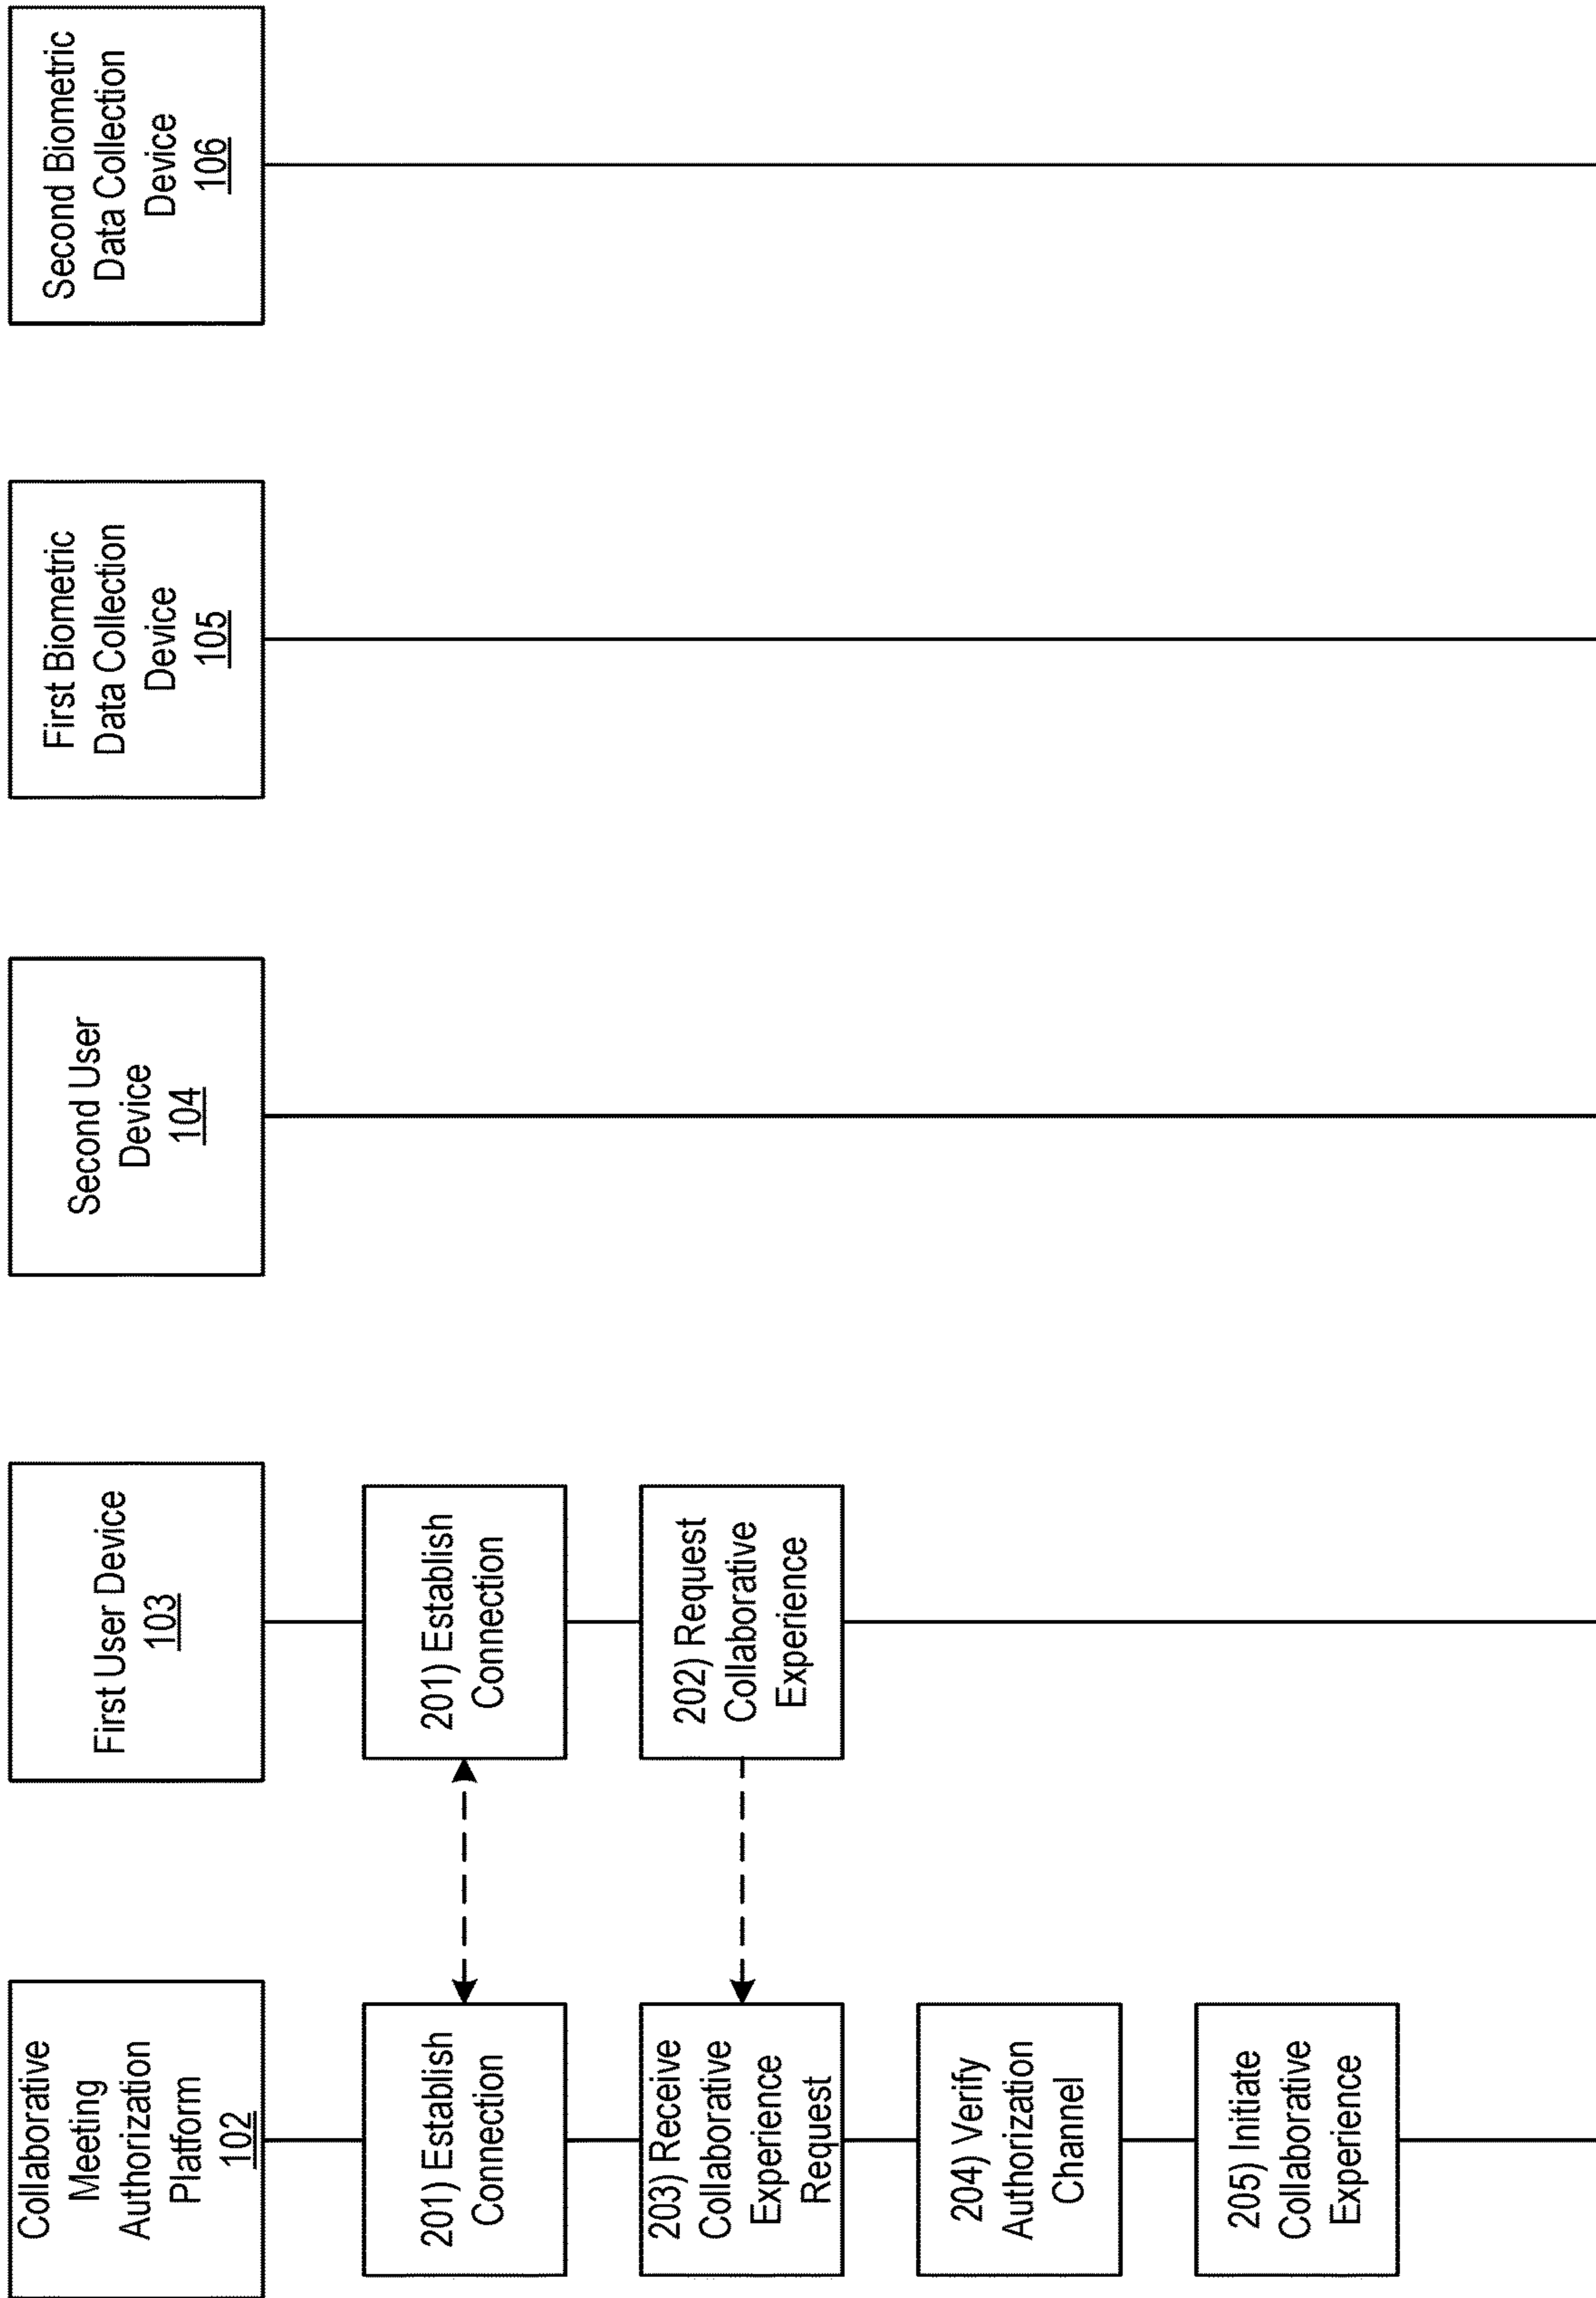 Collaborative
Meeting
Authorization
Platform
102
First User Device
103
Second User
Device
104
First Biometric
Data Collection
Device
105
Second Biometric
Data Collection
Device
106
201) Establish
Connection
201) Establish
Connection
203) Receive
Collaborative
Experience
Request
202) Request
Collaborative
Experience
204) Verify
Authorization
Channel
205) Initiate
Collaborative
Experience